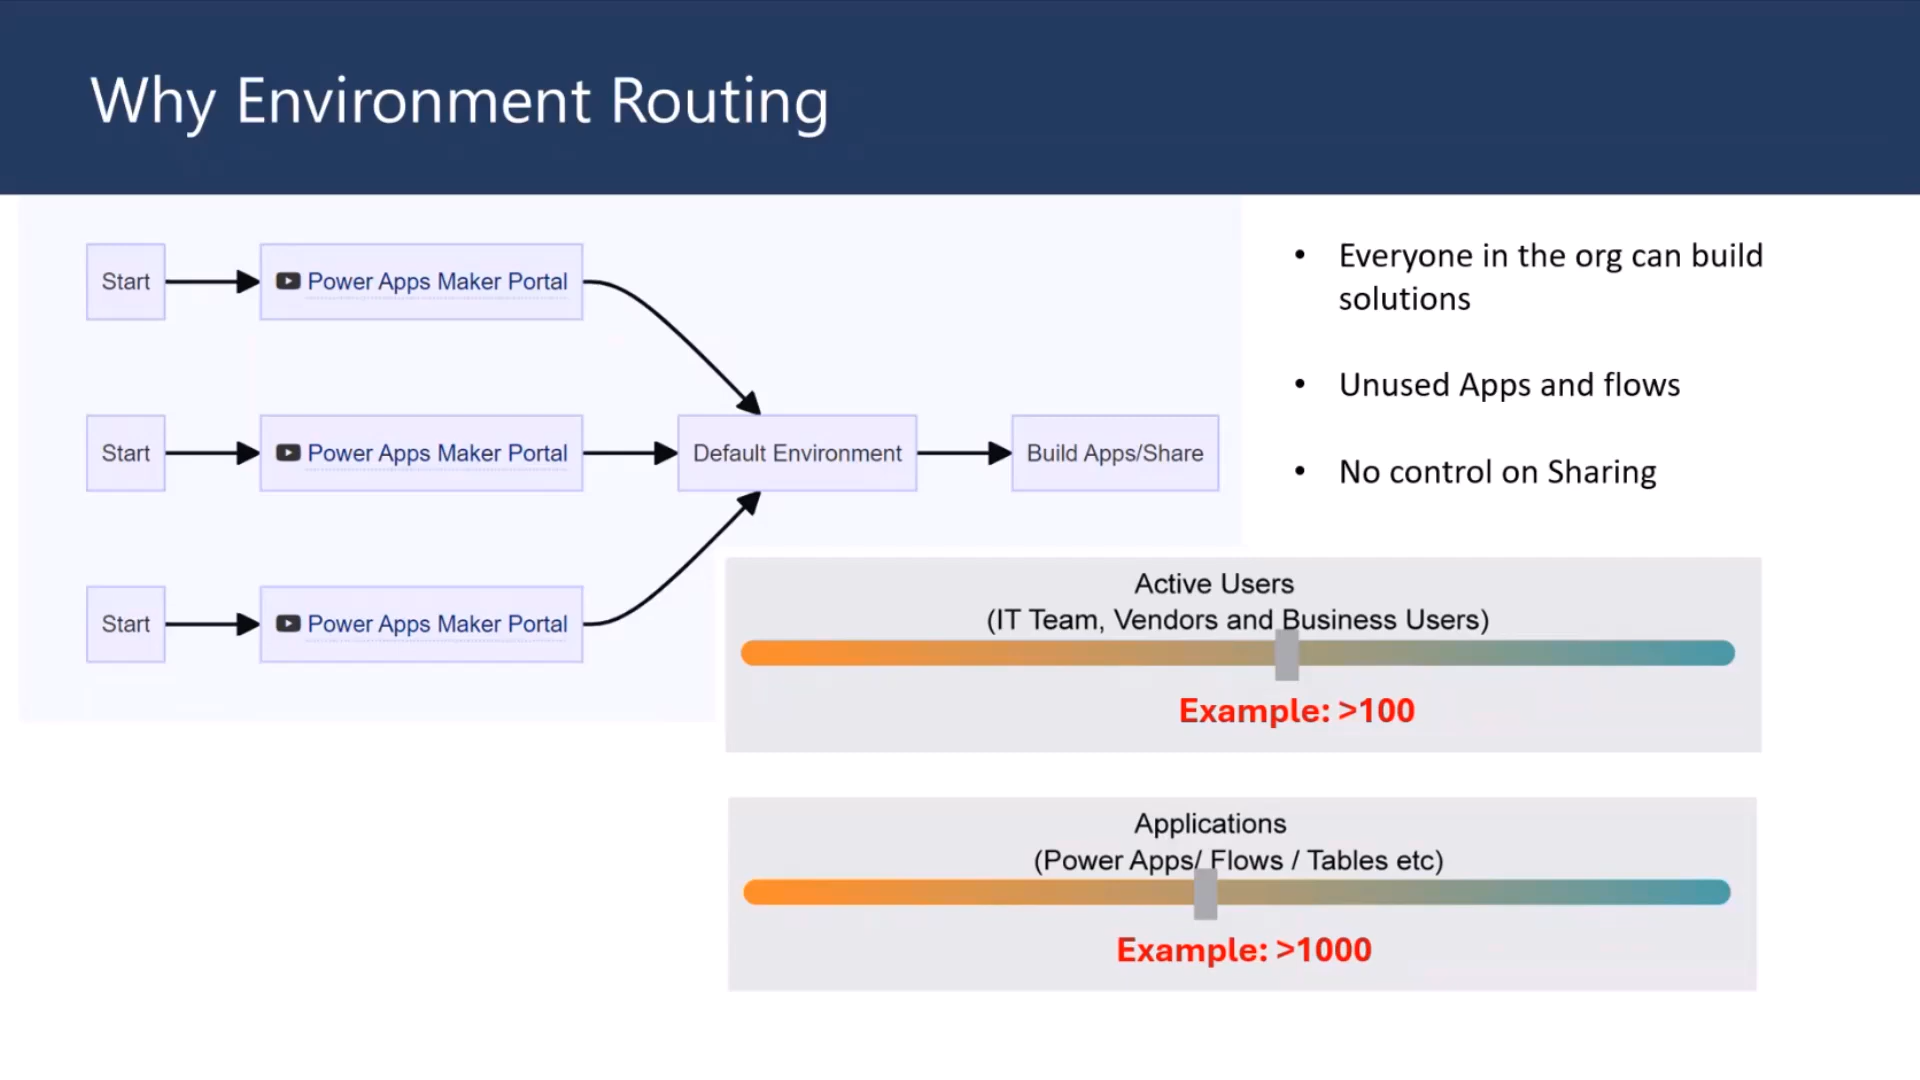 Why Environment Routing
Start
Power Apps Maker Portal
Start
Power Apps Maker Portal
Default Environment
Build Apps/Share
Start
Power Apps Maker Portal
• Everyone in the org can build
solutions
• Unused Apps and flows
• No control on Sharing
Active Users
(IT Team, Vendors and Business Users)
Example: >100
Applications
(Power Apps/ Flows / Tables etc)
Example: >1000